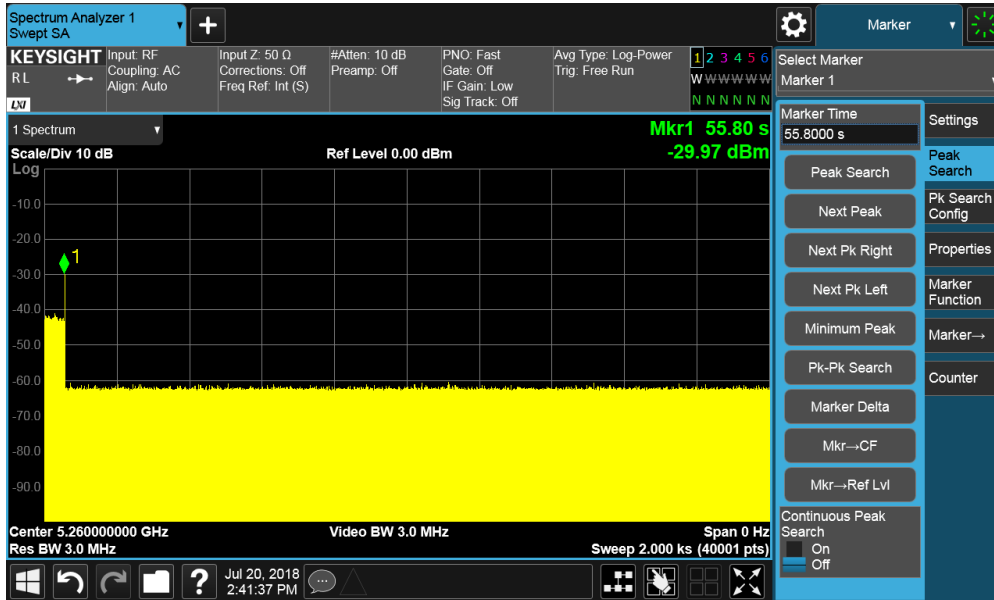 Spectrum Analyzer 1
Swept SA
Marker
KEYSIGHT
R L
LXI
Input: RF
Coupling: AC
Align: Auto
Input Z: 50 Ω
Corrections: Off
Freq Ref: Int (S)
#Atten: 10 dB
Preamp: Off
PNO: Fast
Gate: Off
IF Gain: Low
Sig Track: Off
Avg Type: Log-Power
Trig: Free Run
1 2 3 4 5 6
W W W W W W
N N N N N N
Select Marker
Marker 1
1 Spectrum
Mkr1 55.80 s
Scale/Div 10 dB
Ref Level 0.00 dBm
-29.97 dBm
Log
-10.0
-20.0
1
-30.0
-40.0
-50.0
-60.0
-70.0
-80.0
-90.0
Center 5.260000000 GHz
Video BW 3.0 MHz
Span 0 Hz
Res BW 3.0 MHz
Sweep 2.000 ks (40001 pts)
Marker Time
55.8000 s
Peak Search
Next Peak
Next Pk Right
Next Pk Left
Minimum Peak
Pk-Pk Search
Marker Delta
Mkr→CF
Mkr→Ref Lvl
Continuous Peak
Search
On
Off
Settings
Peak
Search
Pk Search
Config
Properties
Marker
Function
Marker→
Counter
?
Jul 20, 2018
2:41:37 PM